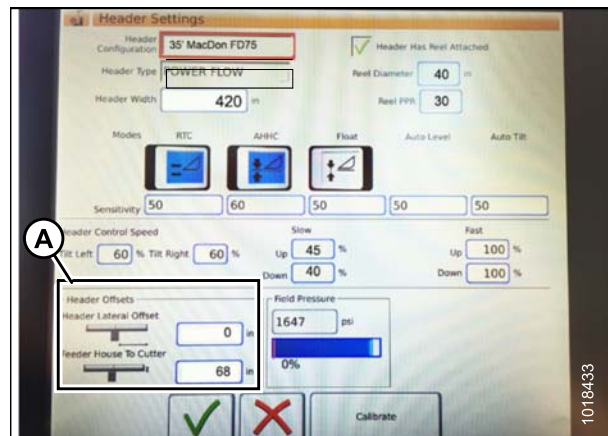 Header Settings
Header Configuration 35' MacDon FD75 Header Has Reel Attached
Header Type POWER FLOW Reel Diameter 40 in
Header Width 420 in Reel PPR 30
Modes RTC AHHC Float Auto Level Auto Tilt
Sensitivity 50 60 50 50 50
Header Control Speed Slow Fast
Tilt Left 60 % Tilt Right 60 % Up 45 % Up 100 %
Down 40 % Down 100 %
A
Header Offsets Field Pressure
Header Lateral Offset 0 in 1647 psi
Feeder House To Cutter 68 in 0%
Calibrate
1018433